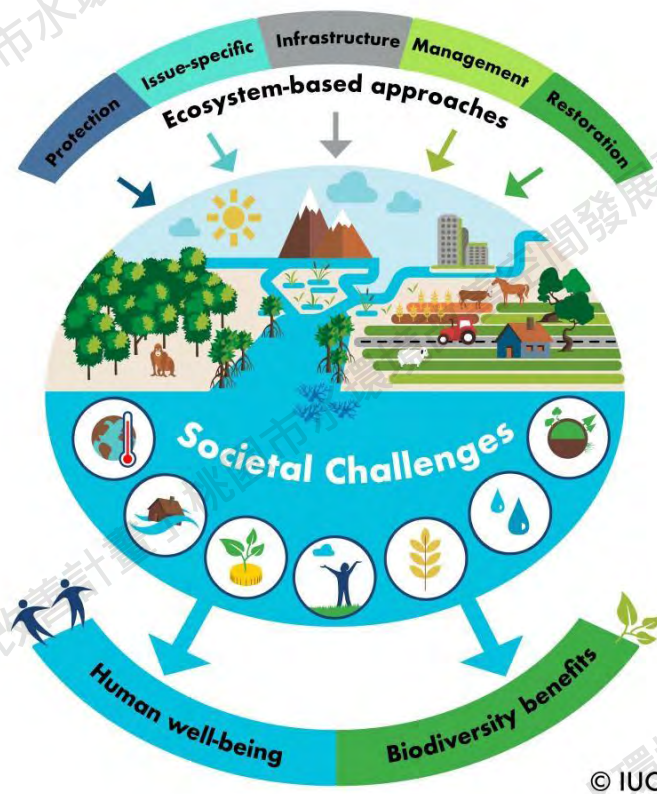 Protection
Issue-specific
Infrastructure
Management
Restoration
Ecosystem-based approaches
Societal Challenges
Human well-being
Biodiversity benefits
© IUC